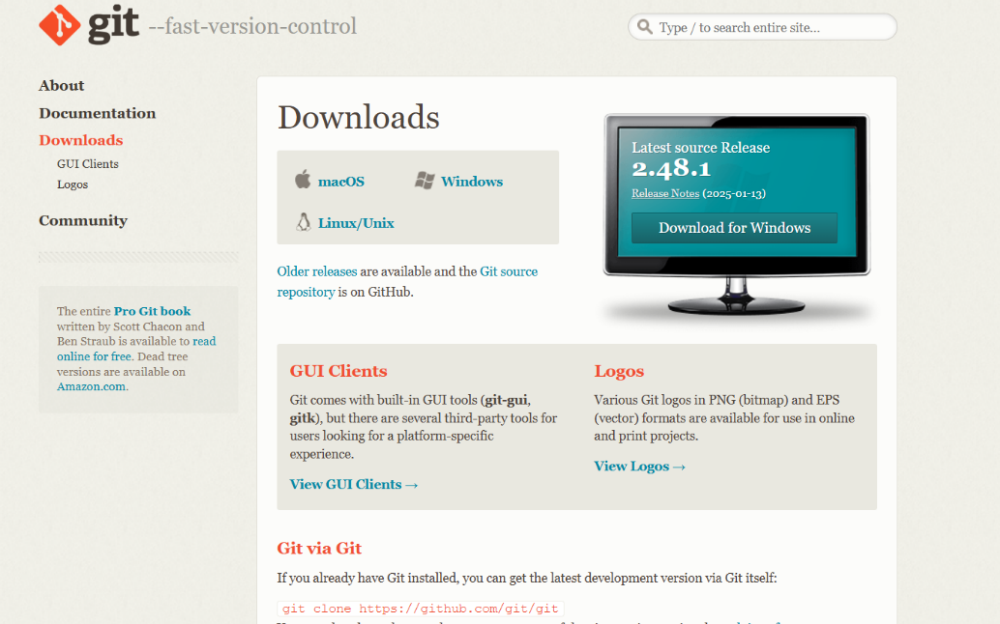 git --fast-version-control
Type / to search entire site...
About
Documentation
Downloads
GUI Clients
Logos
Community
The entire Pro Git book
written by Scott Chacon and
Ben Straub is available to read
online for free. Dead tree
versions are available on
Amazon.com.
Downloads
macOS
Windows
Linux/Unix
Older releases are available and the Git source
repository is on GitHub.
Latest source Release
2.48.1
Release Notes (2025-01-13)
Download for Windows
GUI Clients
Git comes with built-in GUI tools (git-gui,
gitk), but there are several third-party tools for
users looking for a platform-specific
experience.
View GUI Clients →
Logos
Various Git logos in PNG (bitmap) and EPS
(vector) formats are available for use in online
and print projects.
View Logos →
Git via Git
If you already have Git installed, you can get the latest development version via Git itself:
git clone https://github.com/git/git